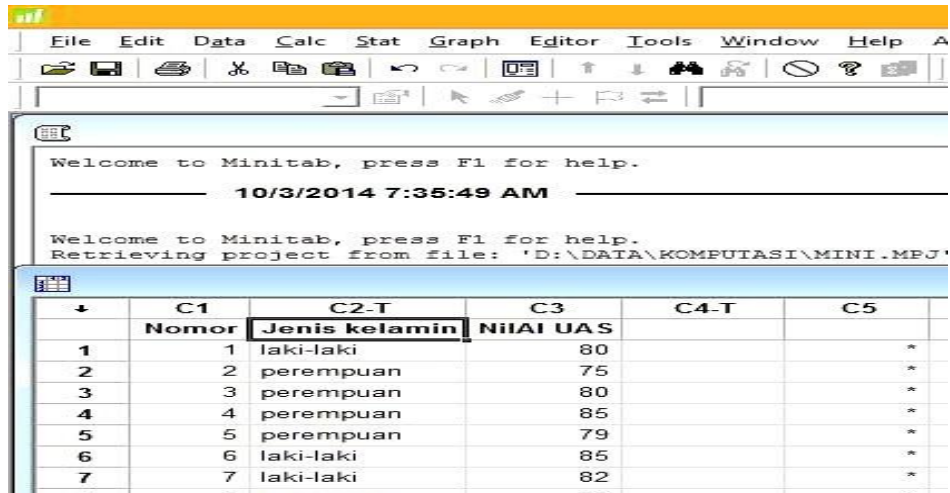 File Edit Data Calc Stat Graph Editor Tools Window Help A
Welcome to Minitab, press F1 for help.
10/3/2014 7:35:49 AM
Welcome to Minitab, press F1 for help.
Retrieving project from file: 'D:\DATA\KOMPUTASI\MINI.MPJ'
C1 C2-T C3 C4-T C5
Nomor Jenis kelamin NilAI UAS
1 1 laki-laki 80 *
2 2 perempuan 75 *
3 3 perempuan 80 *
4 4 perempuan 85 *
5 5 perempuan 79 *
6 6 laki-laki 85 *
7 7 laki-laki 82 *